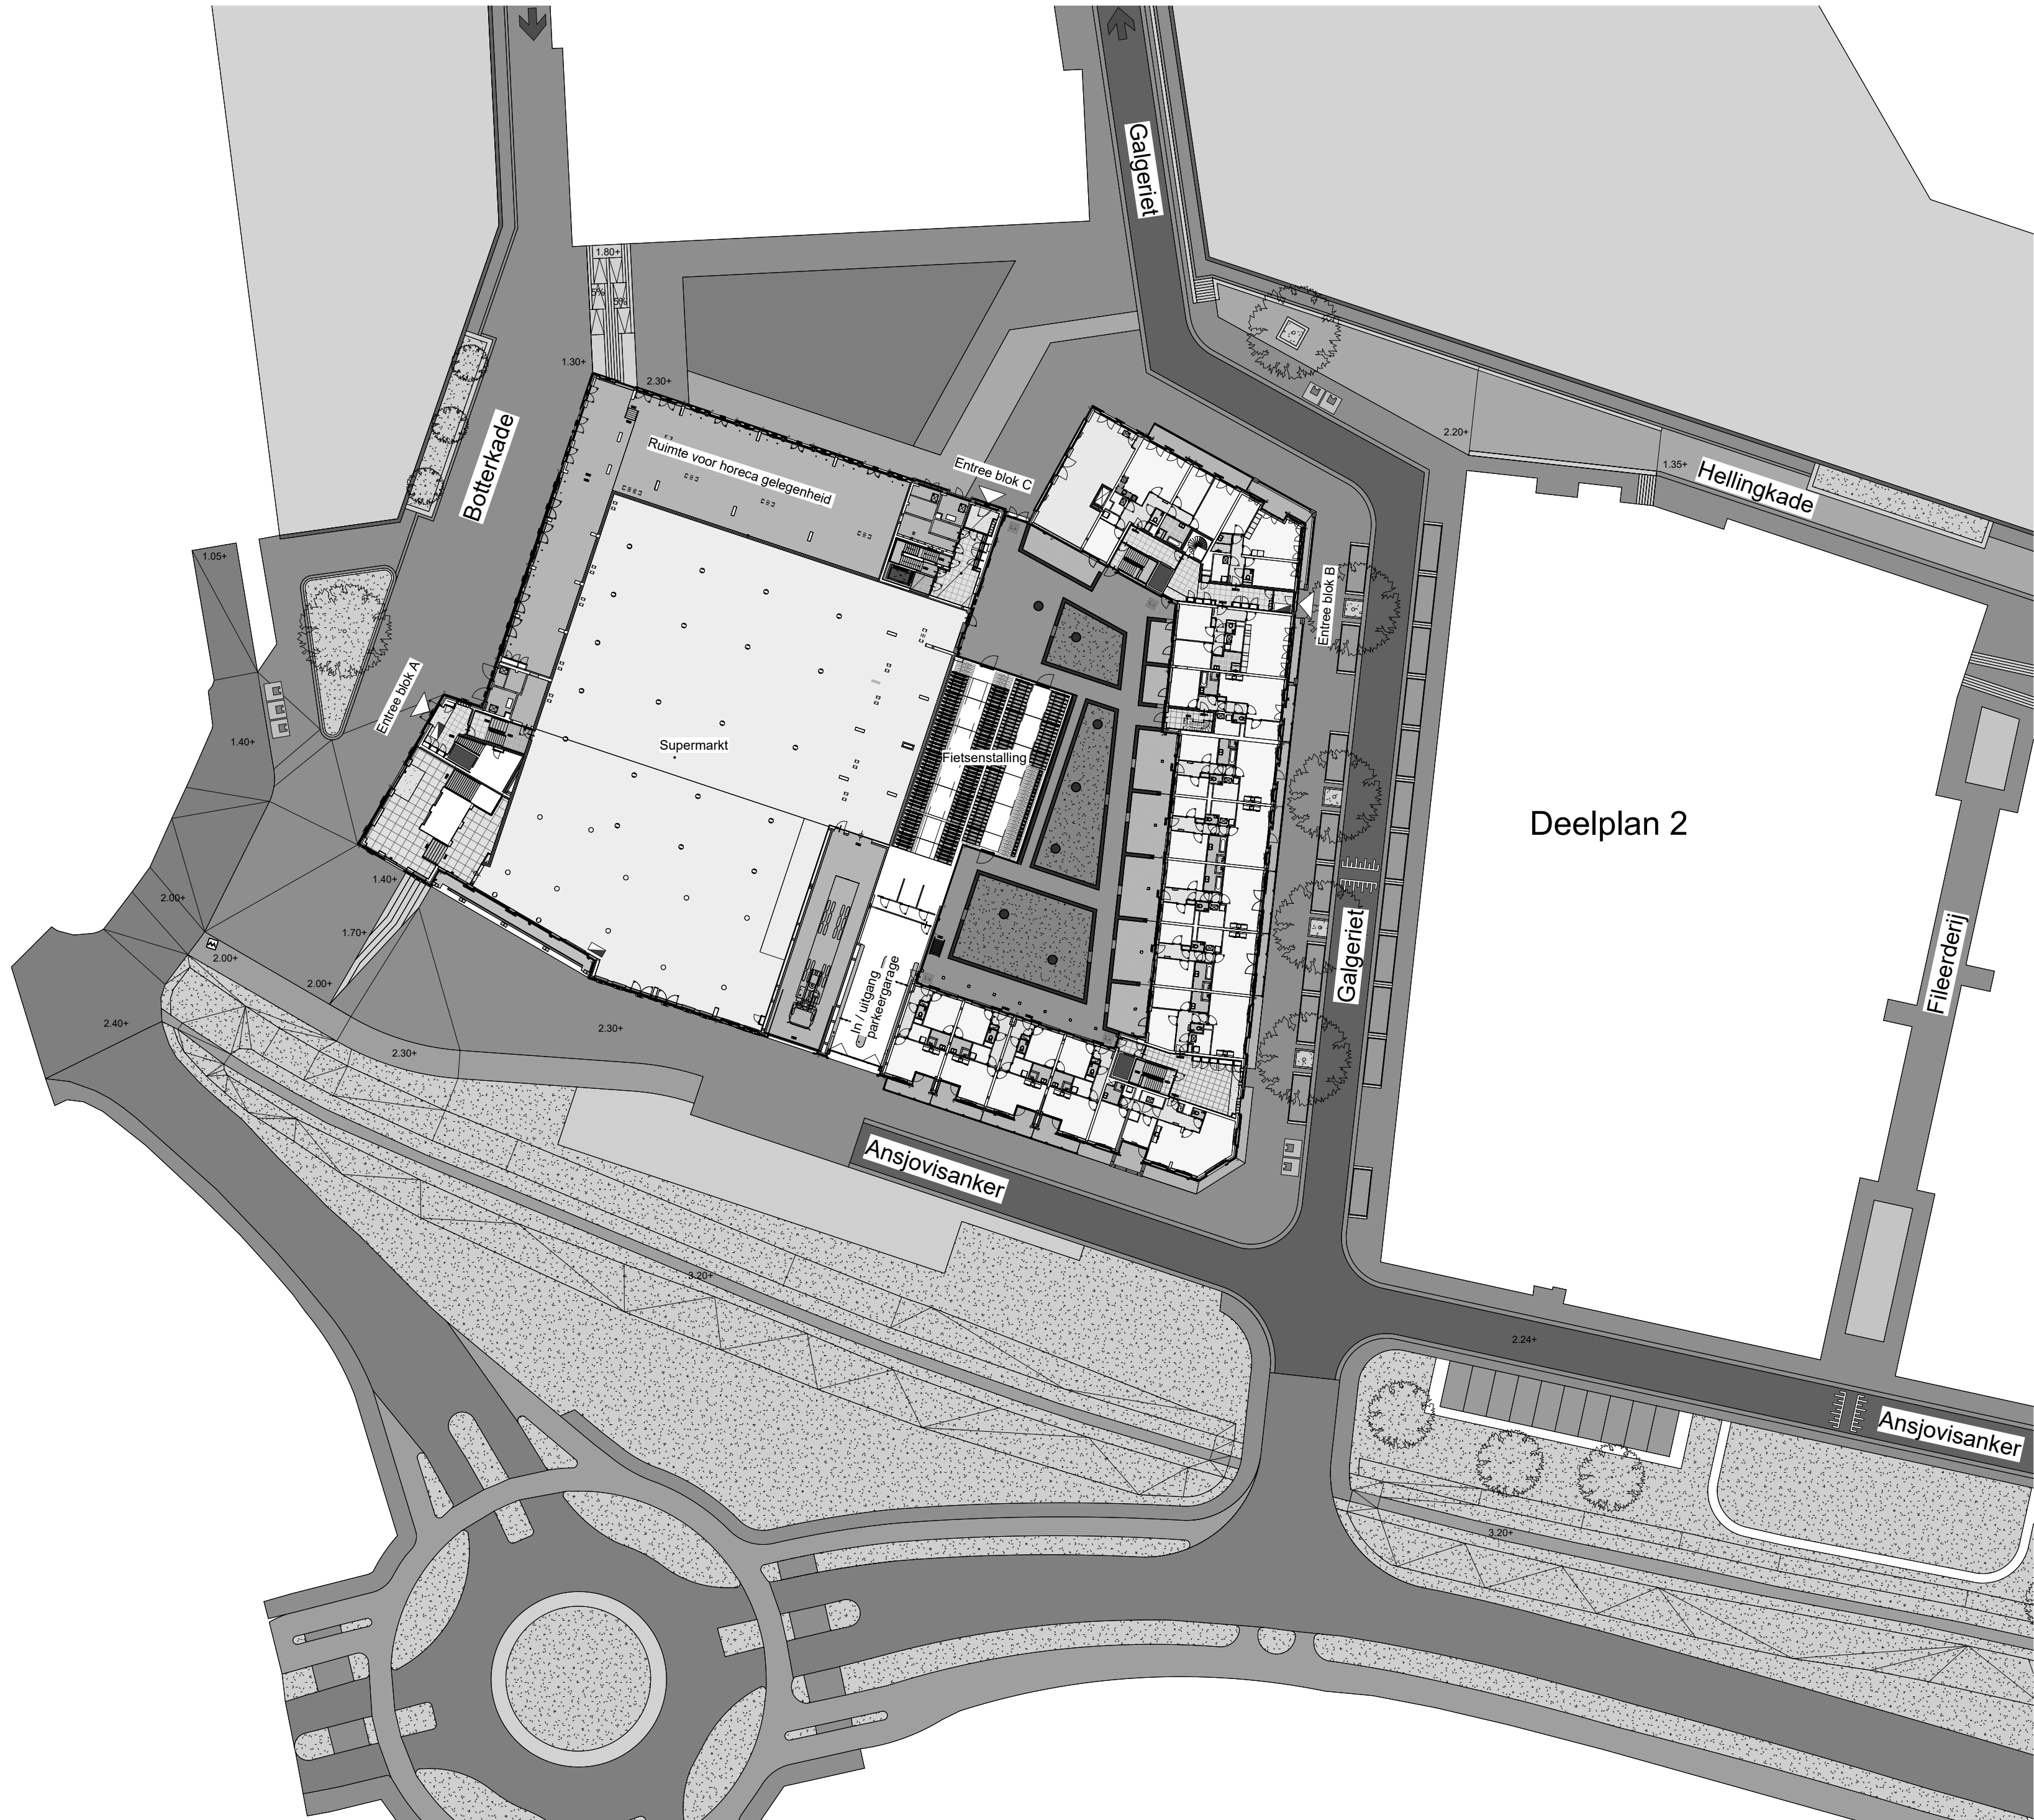 Galgeriet
1.80+
5%
5%
1.30+
2.30+
Botterkade
Ruimte voor horeca gelegenheid
Entree blok C
2.20+
1.35+
Hellingkade
1.05+
Entree blok B
Entree blok A
1.40+
Supermarkt
Fietsenstalling
Deelplan 2
1.40+
2.00+
1.70+
2.00+
2.00+
Galgeriet
Fileerderij
In / uitgang
parkeergarage
2.40+
2.30+
2.30+
Ansjovisanker
3.20+
2.24+
Ansjovisanker
3.20+